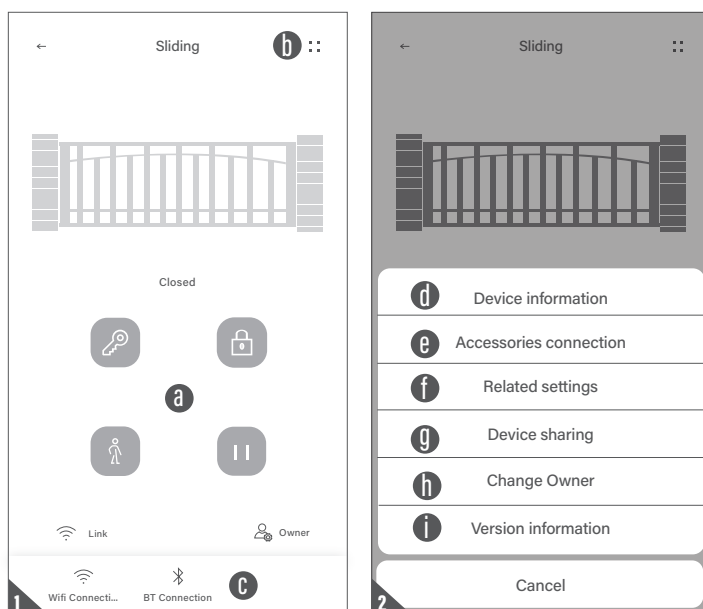 ← Sliding b
Closed
a
Link Owner
Wifi Connecti... BT Connection c
1
← Sliding
d Device information
e Accessories connection
f Related settings
g Device sharing
h Change Owner
i Version information
Cancel
2